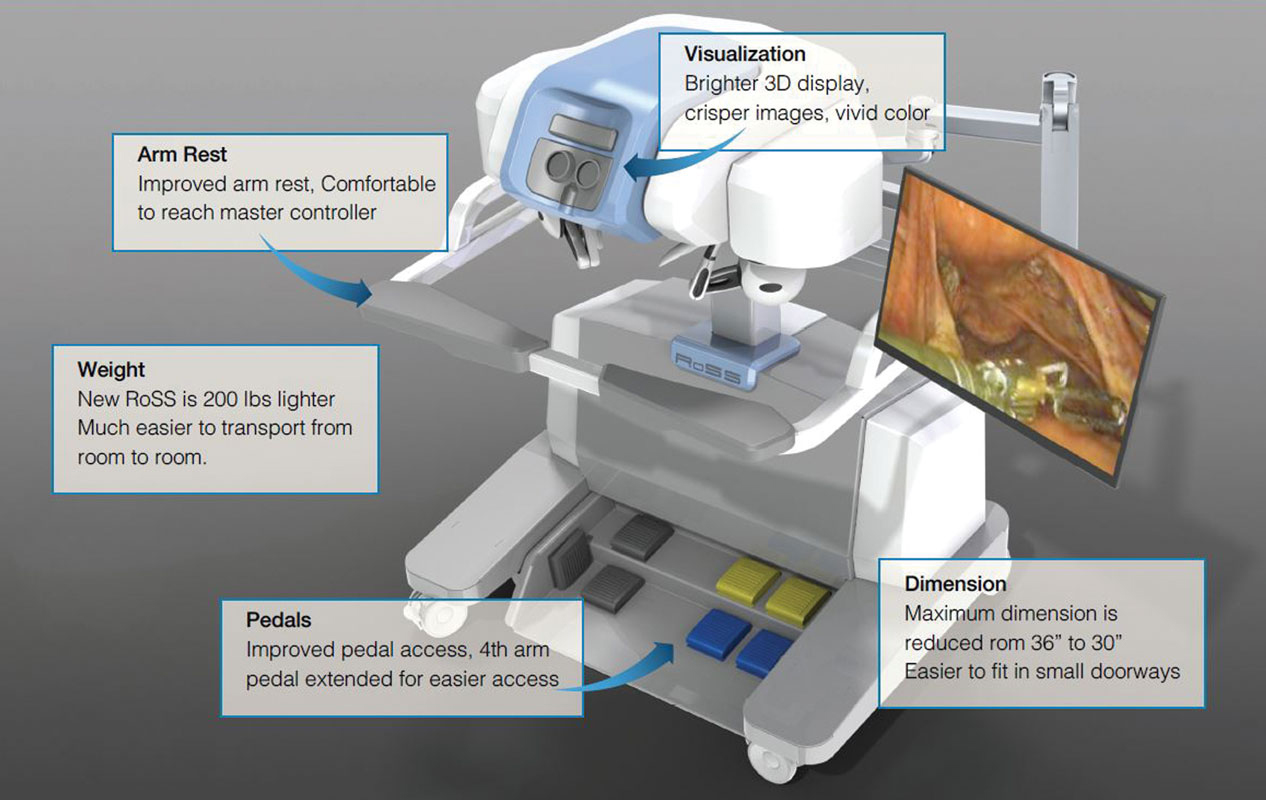 Visualization
Brighter 3D display,
crisper images, vivid color
Arm Rest
Improved arm rest, Comfortable
to reach master controller
Weight
New RoSS is 200 lbs lighter
Much easier to transport from
room to room.
RoSS
Pedals
Improved pedal access, 4th arm
pedal extended for easier access
Dimension
Maximum dimension is
reduced rom 36” to 30”
Easier to fit in small doorways